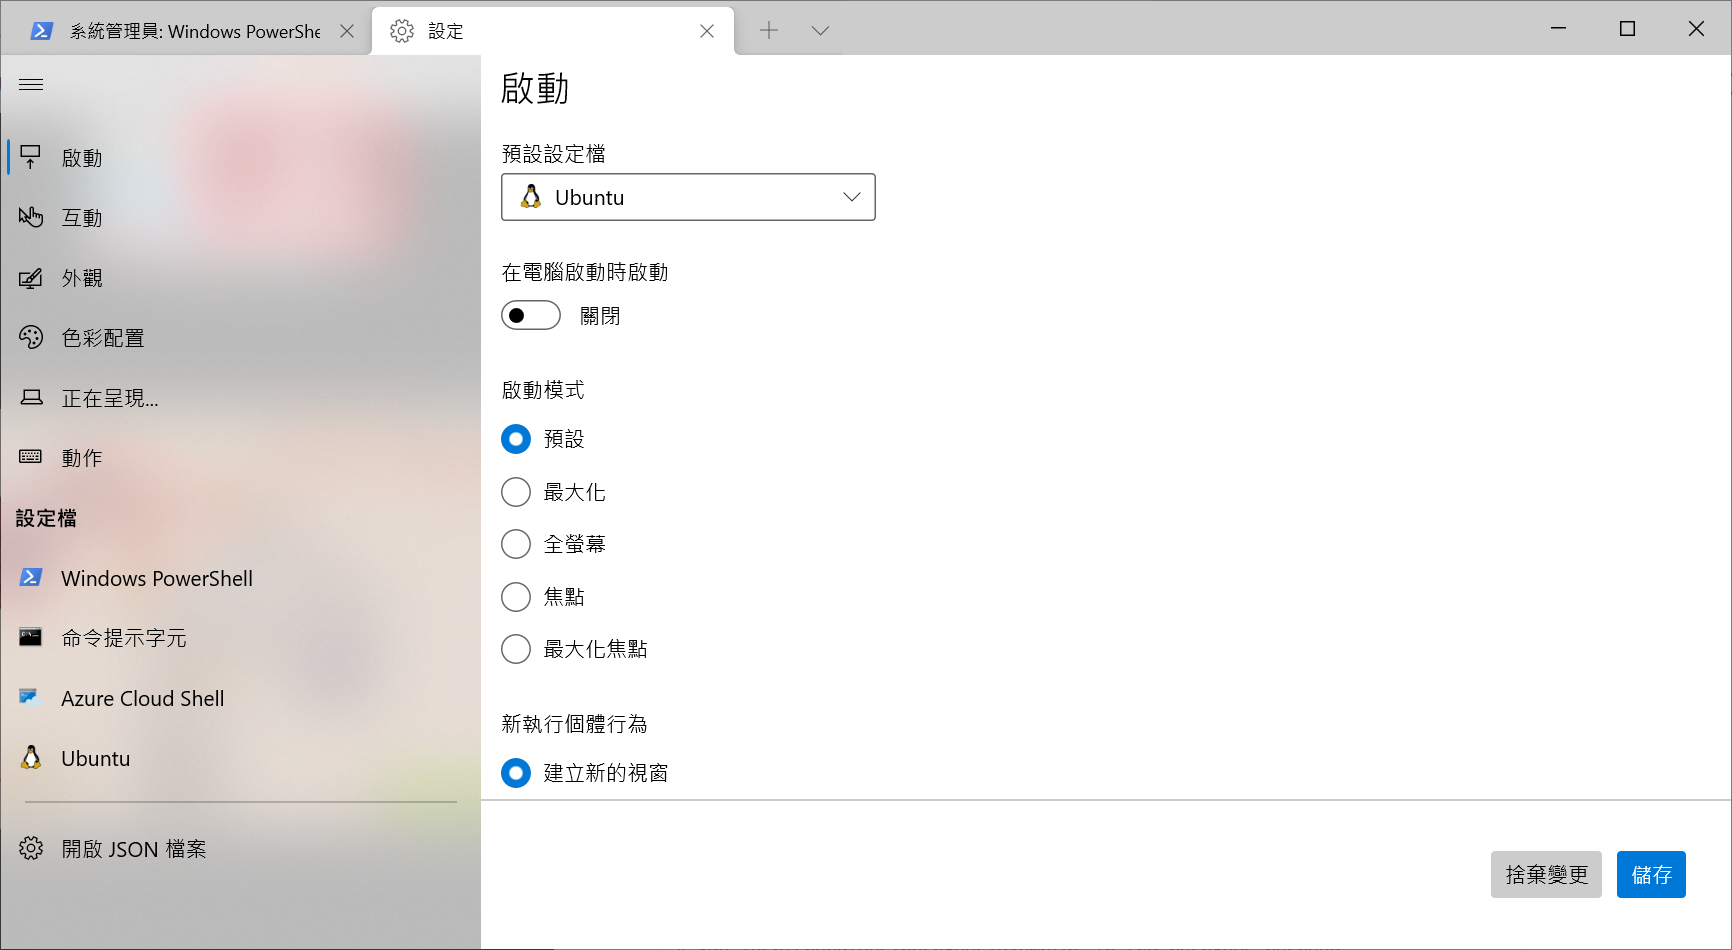 系統管理員: Windows PowerShe
設定
啟動
互動
外觀
色彩配置
正在呈現...
動作
設定檔
Windows PowerShell
命令提示字元
Azure Cloud Shell
Ubuntu
開啟 JSON 檔案
啟動
預設設定檔
Ubuntu
在電腦啟動時啟動
關閉
啟動模式
預設
最大化
全螢幕
焦點
最大化焦點
新執行個體行為
建立新的視窗
捨棄變更
儲存